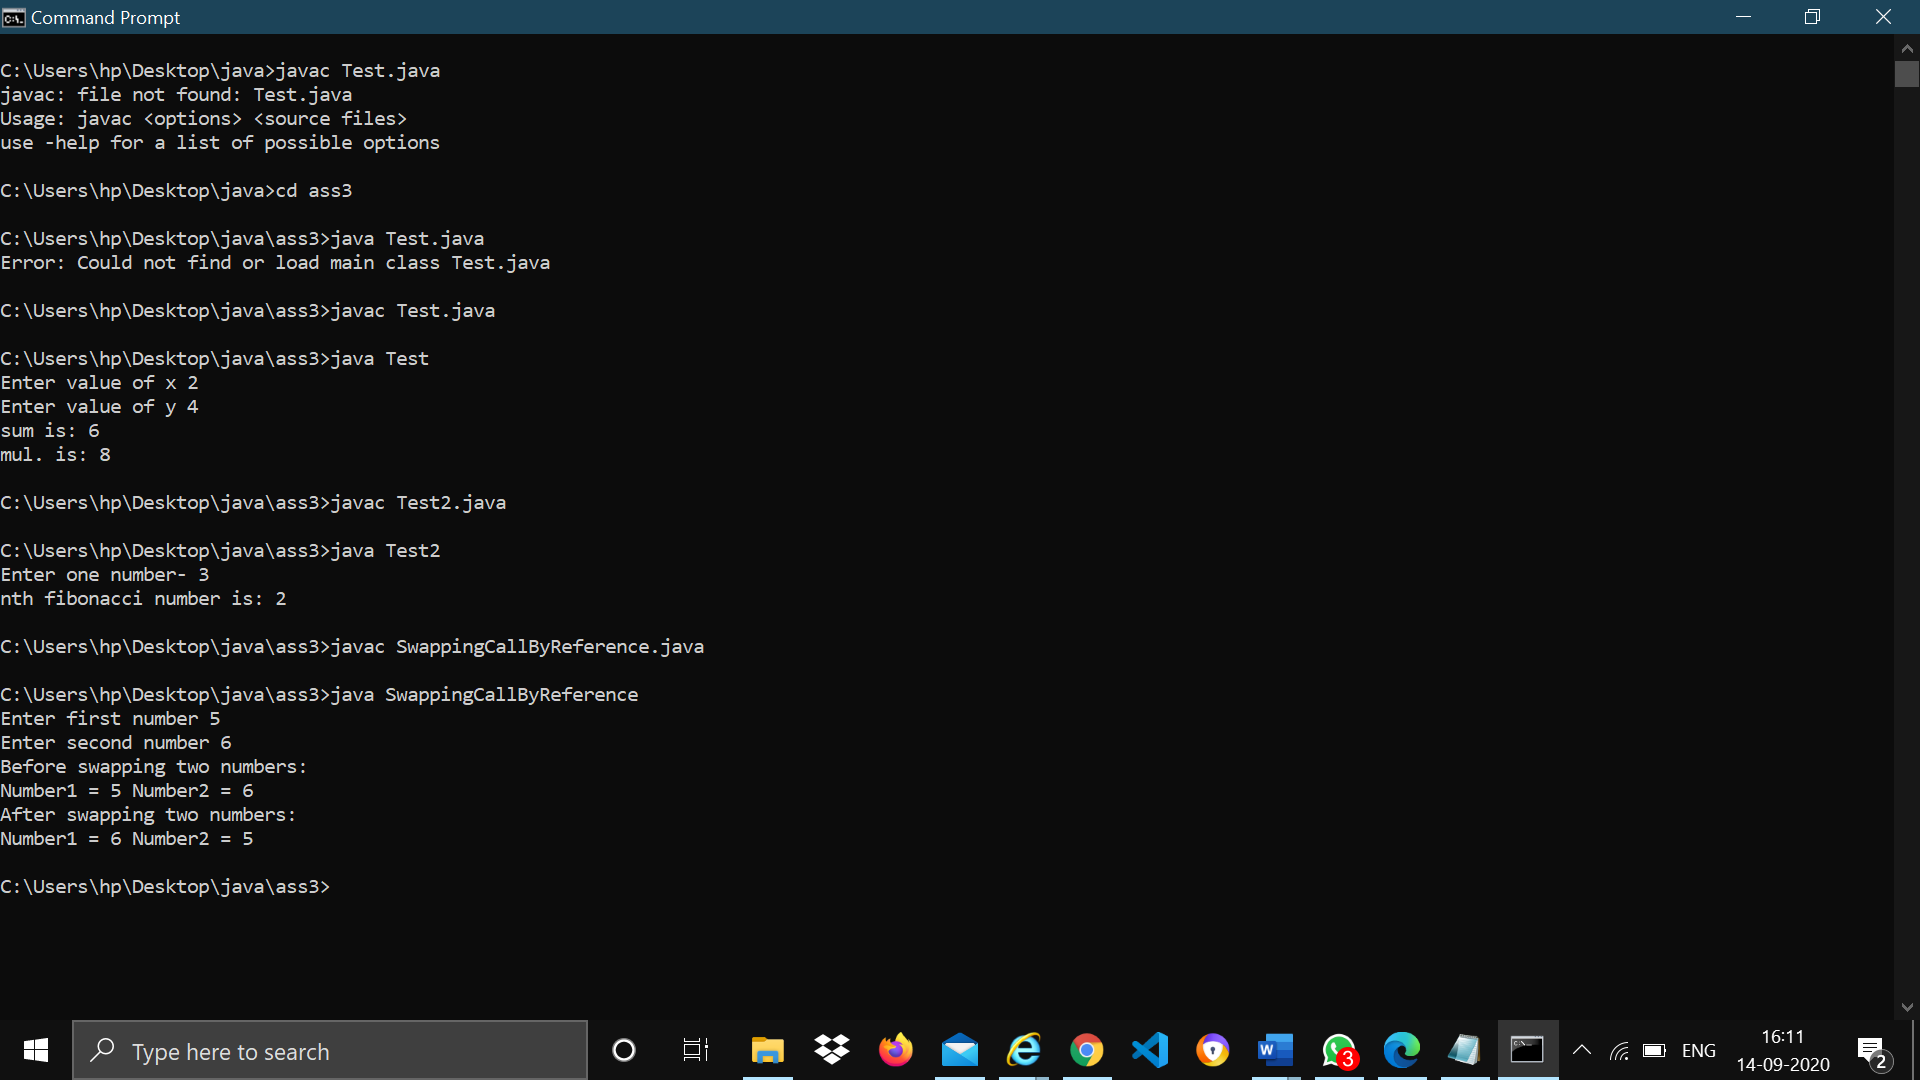 Command Prompt
C:\Users\hp\Desktop\java>javac Test.java
javac: file not found: Test.java
Usage: javac <options> <source files>
use -help for a list of possible options
C:\Users\hp\Desktop\java>cd ass3
C:\Users\hp\Desktop\java\ass3>java Test.java
Error: Could not find or load main class Test.java
C:\Users\hp\Desktop\java\ass3>javac Test.java
C:\Users\hp\Desktop\java\ass3>java Test
Enter value of x 2
Enter value of y 4
sum is: 6
mul. is: 8
C:\Users\hp\Desktop\java\ass3>javac Test2.java
C:\Users\hp\Desktop\java\ass3>java Test2
Enter one number- 3
nth fibonacci number is: 2
C:\Users\hp\Desktop\java\ass3>javac SwappingCallByReference.java
C:\Users\hp\Desktop\java\ass3>java SwappingCallByReference
Enter first number 5
Enter second number 6
Before swapping two numbers:
Number1 = 5 Number2 = 6
After swapping two numbers:
Number1 = 6 Number2 = 5
C:\Users\hp\Desktop\java\ass3>
Type here to search
W
3
ENG
16:11
14-09-2020
2